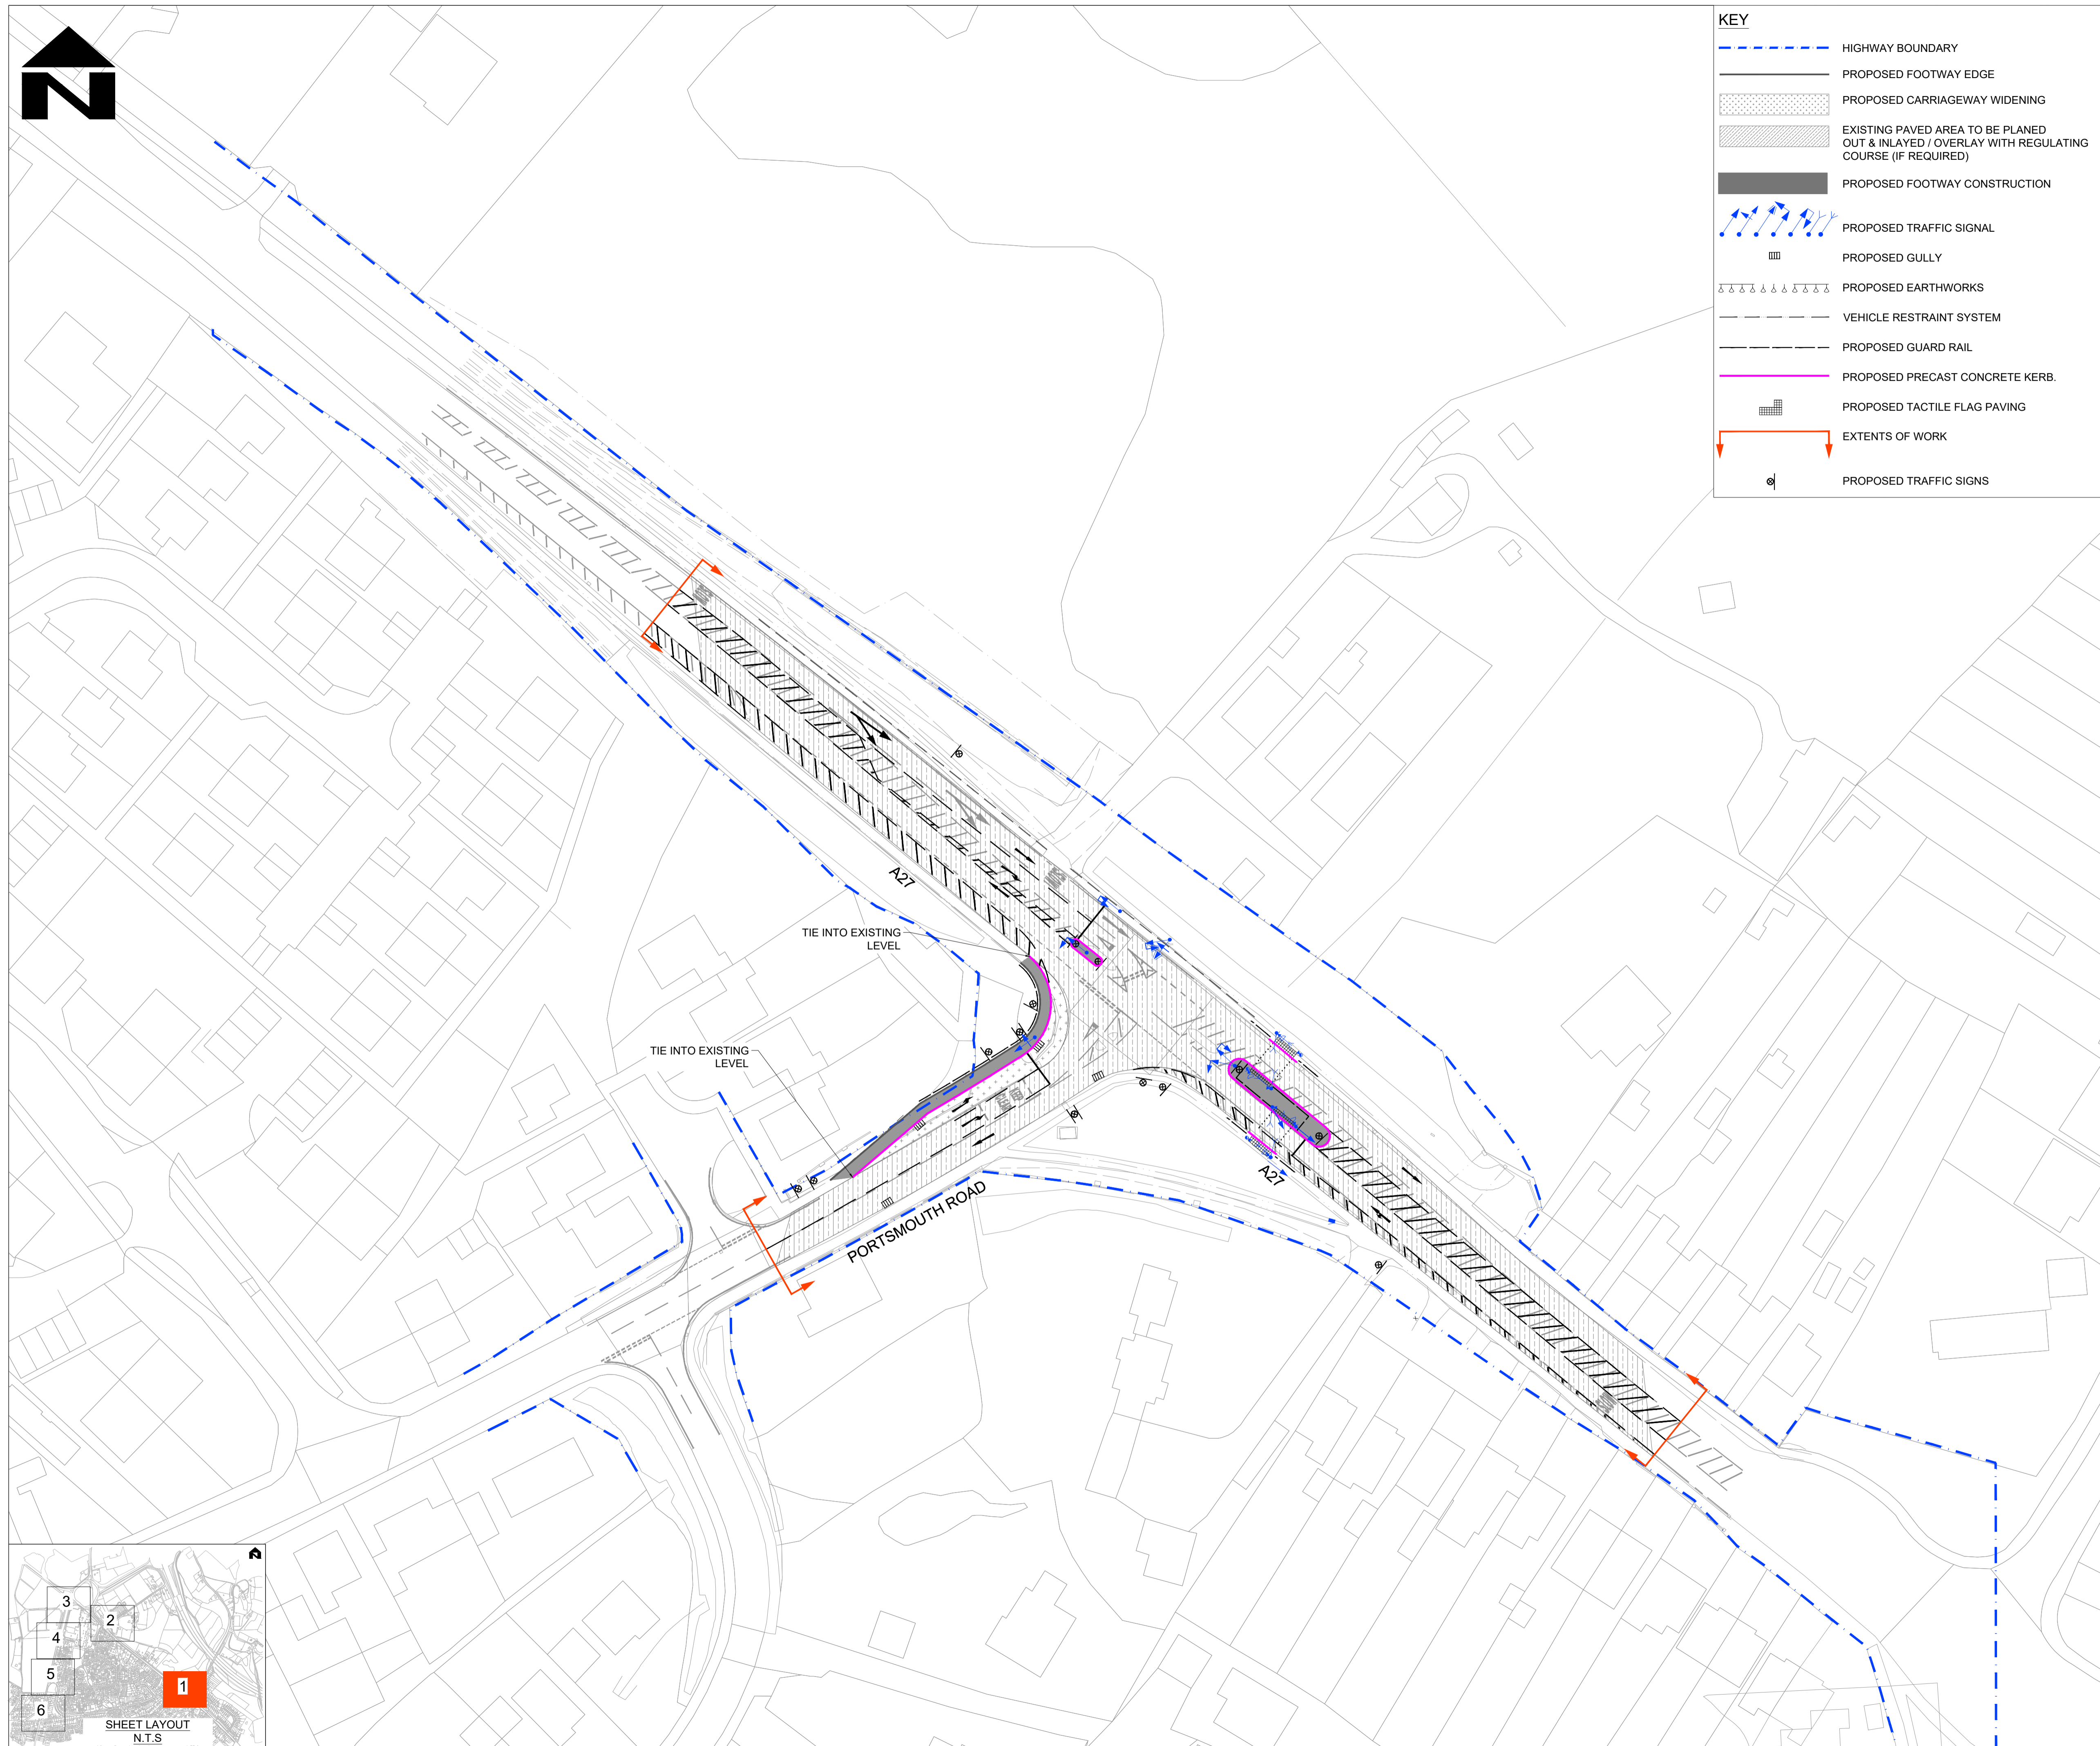 N
KEY
HIGHWAY BOUNDARY
PROPOSED FOOTWAY EDGE
PROPOSED CARRIAGEWAY WIDENING
EXISTING PAVED AREA TO BE PLANED
OUT & INLAYED / OVERLAY WITH REGULATING
COURSE (IF REQUIRED)
PROPOSED FOOTWAY CONSTRUCTION
PROPOSED TRAFFIC SIGNAL
PROPOSED GULLY
PROPOSED EARTHWORKS
VEHICLE RESTRAINT SYSTEM
PROPOSED GUARD RAIL
PROPOSED PRECAST CONCRETE KERB.
PROPOSED TACTILE FLAG PAVING
EXTENTS OF WORK
PROPOSED TRAFFIC SIGNS
A27
TIE INTO EXISTING
LEVEL
TIE INTO EXISTING
LEVEL
A27
PORTSMOUTH ROAD
N
3
2
4
5
1
6
SHEET LAYOUT
N.T.S